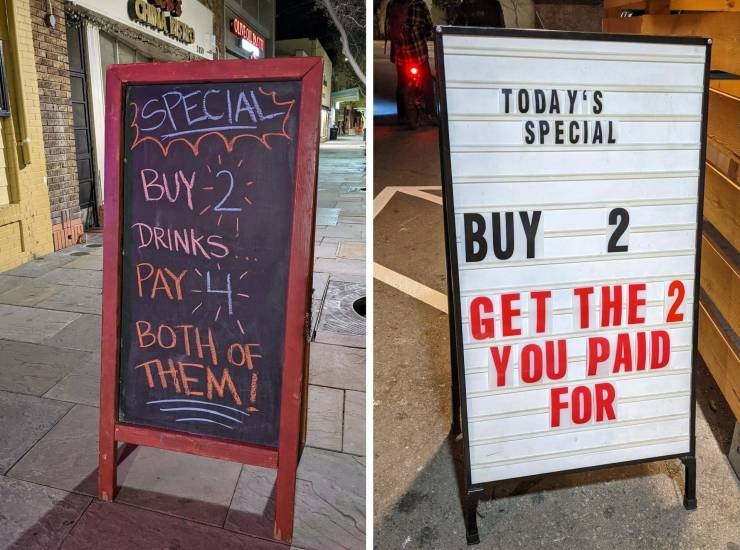 SPECIAL
BUY 2
DRINKS...
PAY 4
BOTH OF
THEM!
TODAY'S
SPECIAL
BUY 2
GET THE 2
YOU PAID
FOR